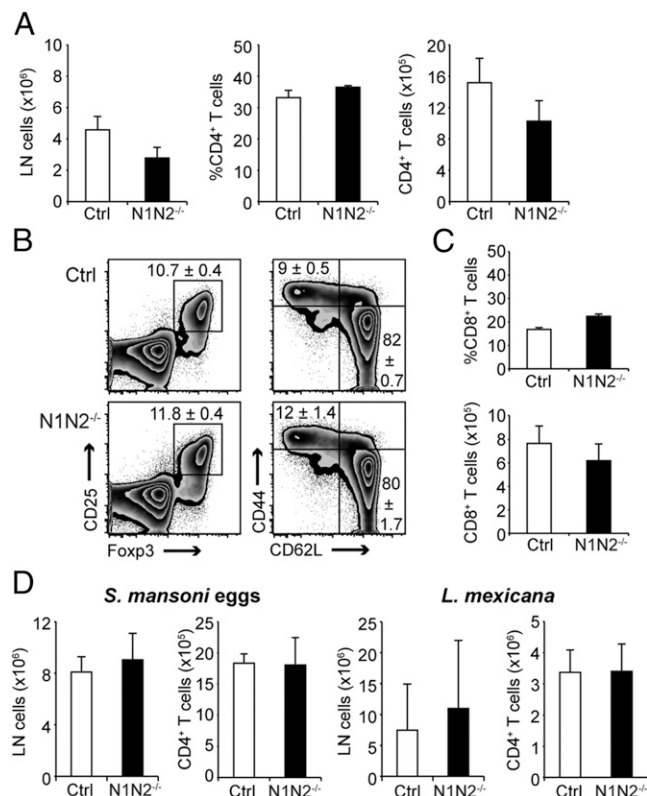 A
LN cells (x10⁶)
10
8
6
4
2
0
Ctrl N1N2⁻/⁻
%CD4⁺ T cells
50
40
30
20
10
0
Ctrl N1N2⁻/⁻
CD4⁺ T cells (x10⁵)
20
16
12
8
4
0
Ctrl N1N2⁻/⁻
B
Ctrl
10.7 ± 0.4
9 ± 0.5
82
±
0.7
N1N2⁻/⁻
11.8 ± 0.4
12 ± 1.4
80
±
1.7
CD25
Foxp3
CD44
CD62L
C
%CD8⁺ T cells
50
40
30
20
10
0
Ctrl N1N2⁻/⁻
CD8⁺ T cells (x10⁵)
10
8
6
4
2
0
Ctrl N1N2⁻/⁻
D
S. mansoni eggs
LN cells (x10⁶)
12
8
4
0
Ctrl N1N2⁻/⁻
CD4⁺ T cells (x10⁵)
25
20
15
10
5
0
Ctrl N1N2⁻/⁻
L. mexicana
LN cells (x10⁶)
25
20
15
10
5
0
Ctrl N1N2⁻/⁻
CD4⁺ T cells (x10⁶)
6
5
4
3
2
1
0
Ctrl N1N2⁻/⁻